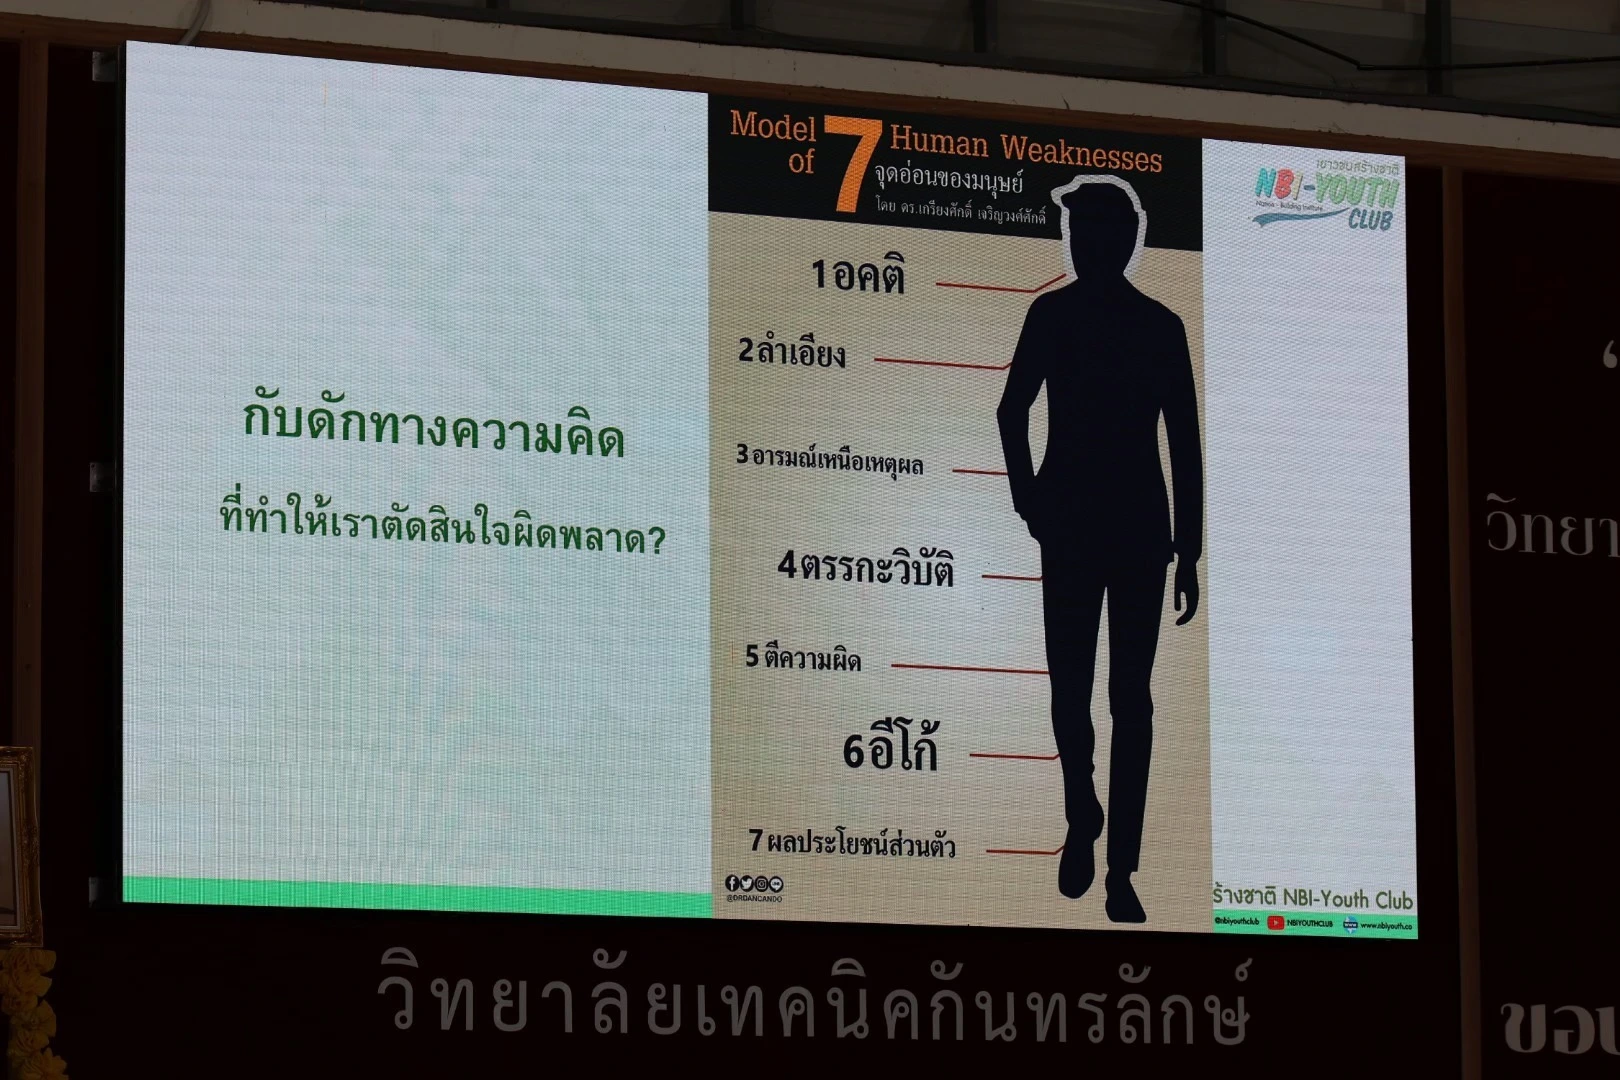 กับดักทางความคิด
ที่ทำให้เราตัดสินใจผิดพลาด?
Model of 7 Human Weaknesses
จุดอ่อนของมนุษย์
โดย ดร.เกรียงศักดิ์ เจริญวงศ์ศักดิ์
1 อคติ
2 ลำเอียง
3 อารมณ์เหนือเหตุผล
4 ตรรกะวิบัติ
5 ตีความผิด
6 อีโก้
7 ผลประโยชน์ส่วนตัว
@DRDANCANDO
เยาวชนสร้างชาติ
NBI-YOUTH
Nation - Building Institute
CLUB
ร้างชาติ NBI-Youth Club
@nbiyouthclub NBIYOUTHCLUB www.nbiyouth.co
วิทยาลัยเทคนิคกันทรลักษ์
วิทยา
ขอ